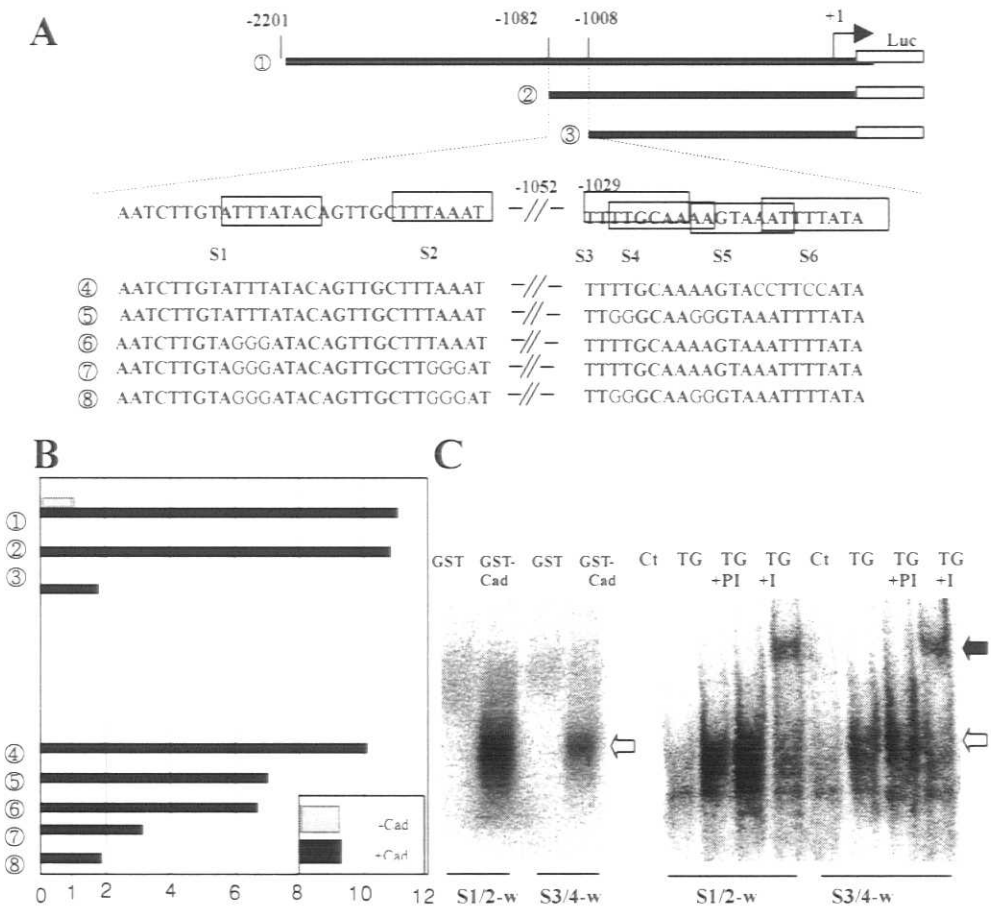 A
-2201
-1082
-1008
+1
Luc
①
②
③
-1052
-1029
AATCTTGTATTTATACAGTTGCTTTAAAT
TTTTGCAAAAGTAAATTTTATA
S1
S2
S3
S4
S5
S6
④ AATCTTGTATTTATACAGTTGCTTTAAAT TTTTGCAAAAGTACCTTCCATA
⑤ AATCTTGTATTTATACAGTTGCTTTAAAT TTGGGCAAGGGTAAATTTTATA
⑥ AATCTTGTAGGGATACAGTTGCTTTAAAT TTTTGCAAAAGTAAATTTTATA
⑦ AATCTTGTAGGGATACAGTTGCTTGGGAT TTTTGCAAAAGTAAATTTTATA
⑧ AATCTTGTAGGGATACAGTTGCTTGGGAT TTGGGCAAGGGTAAATTTTATA
B
①
②
③
④
⑤
⑥
⑦
⑧
-Cad
+Cad
0 1 2 4 6 8 10 12
C
GST GST-Cad GST GST-Cad
Ct TG TG+PI TG+I Ct TG TG+PI TG+I
S1/2-w S3/4-w
S1/2-w S3/4-w